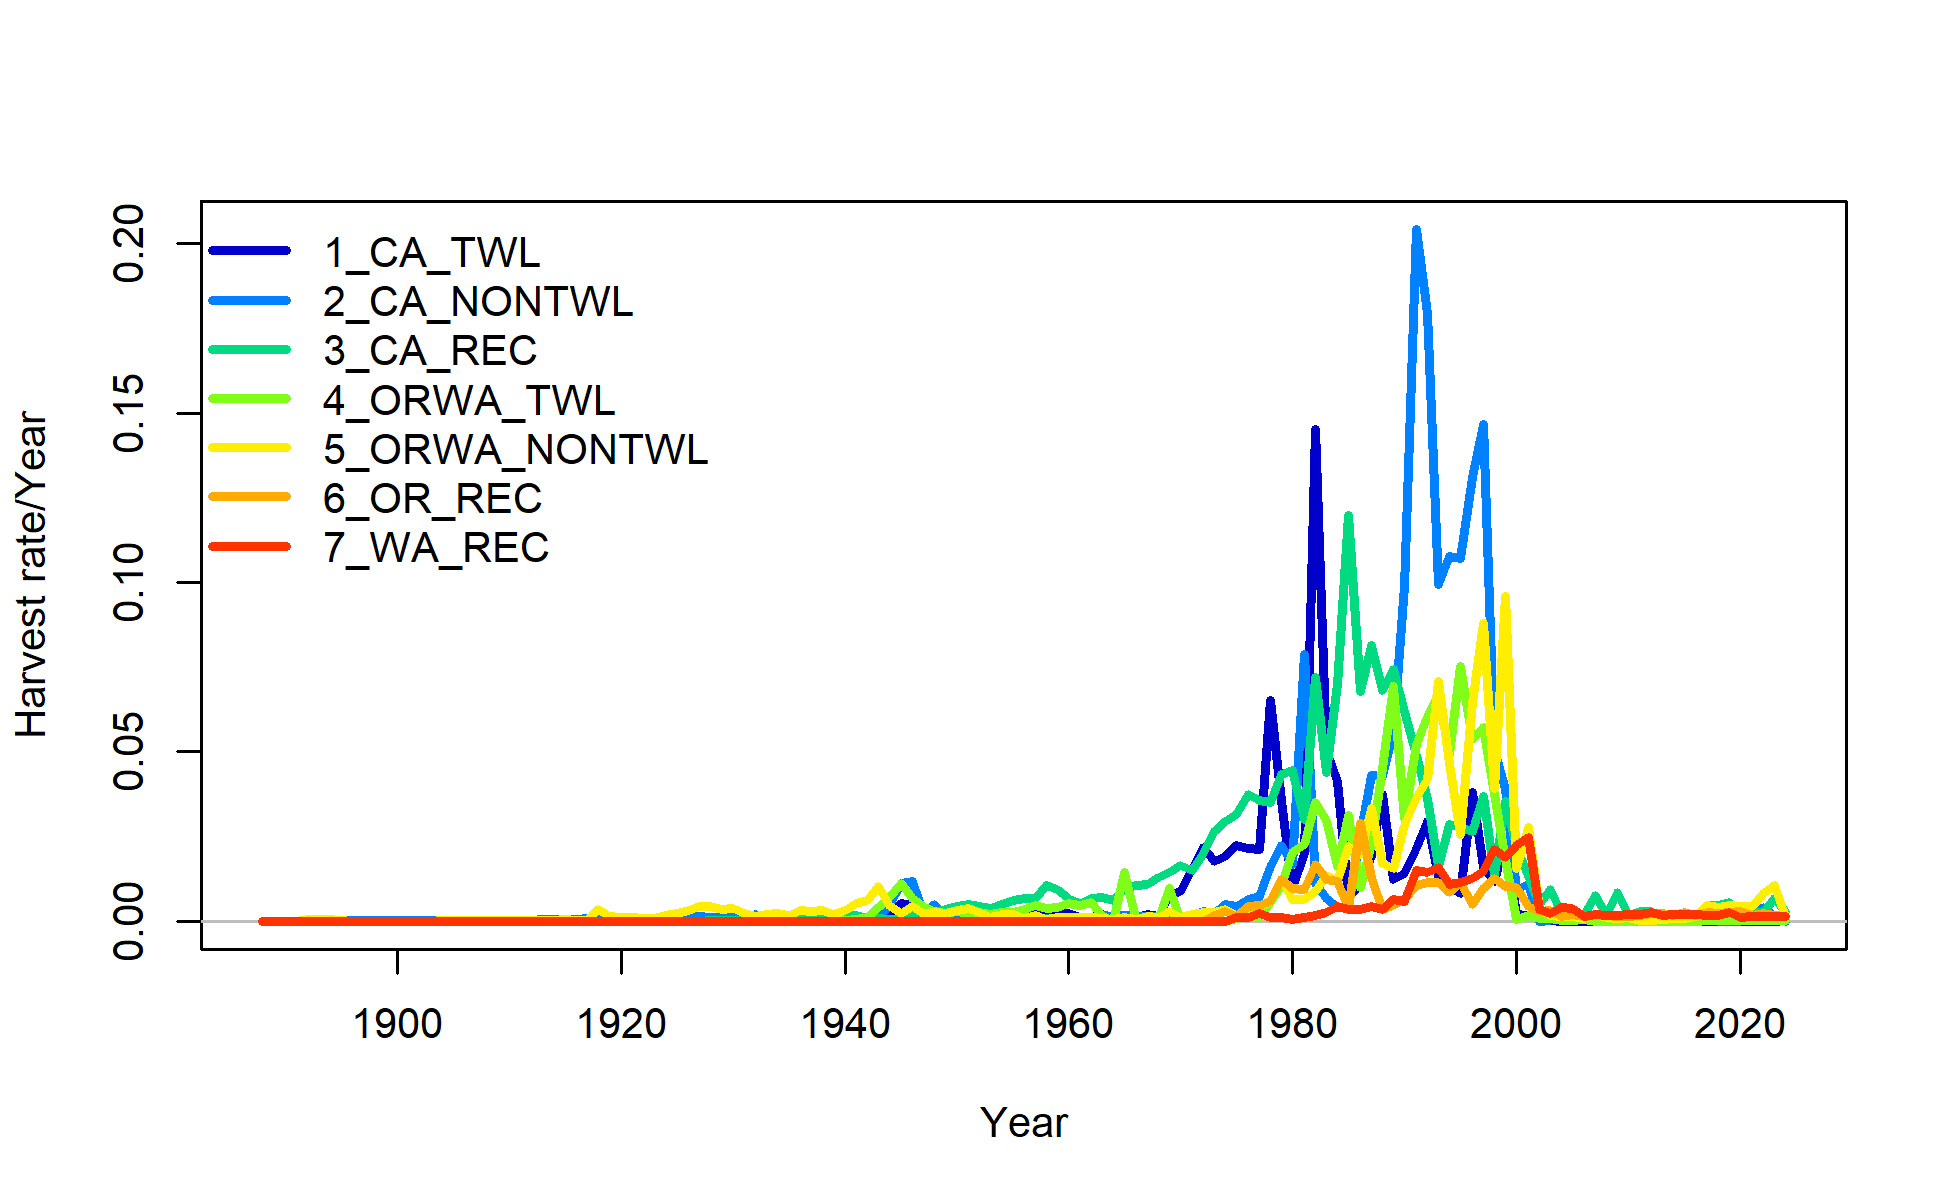 0.20
0.15
0.10
0.05
0.00
Harvest rate/Year
1_CA_TWL
2_CA_NONTWL
3_CA_REC
4_ORWA_TWL
5_ORWA_NONTWL
6_OR_REC
7_WA_REC
1900 1920 1940 1960 1980 2000 2020
Year